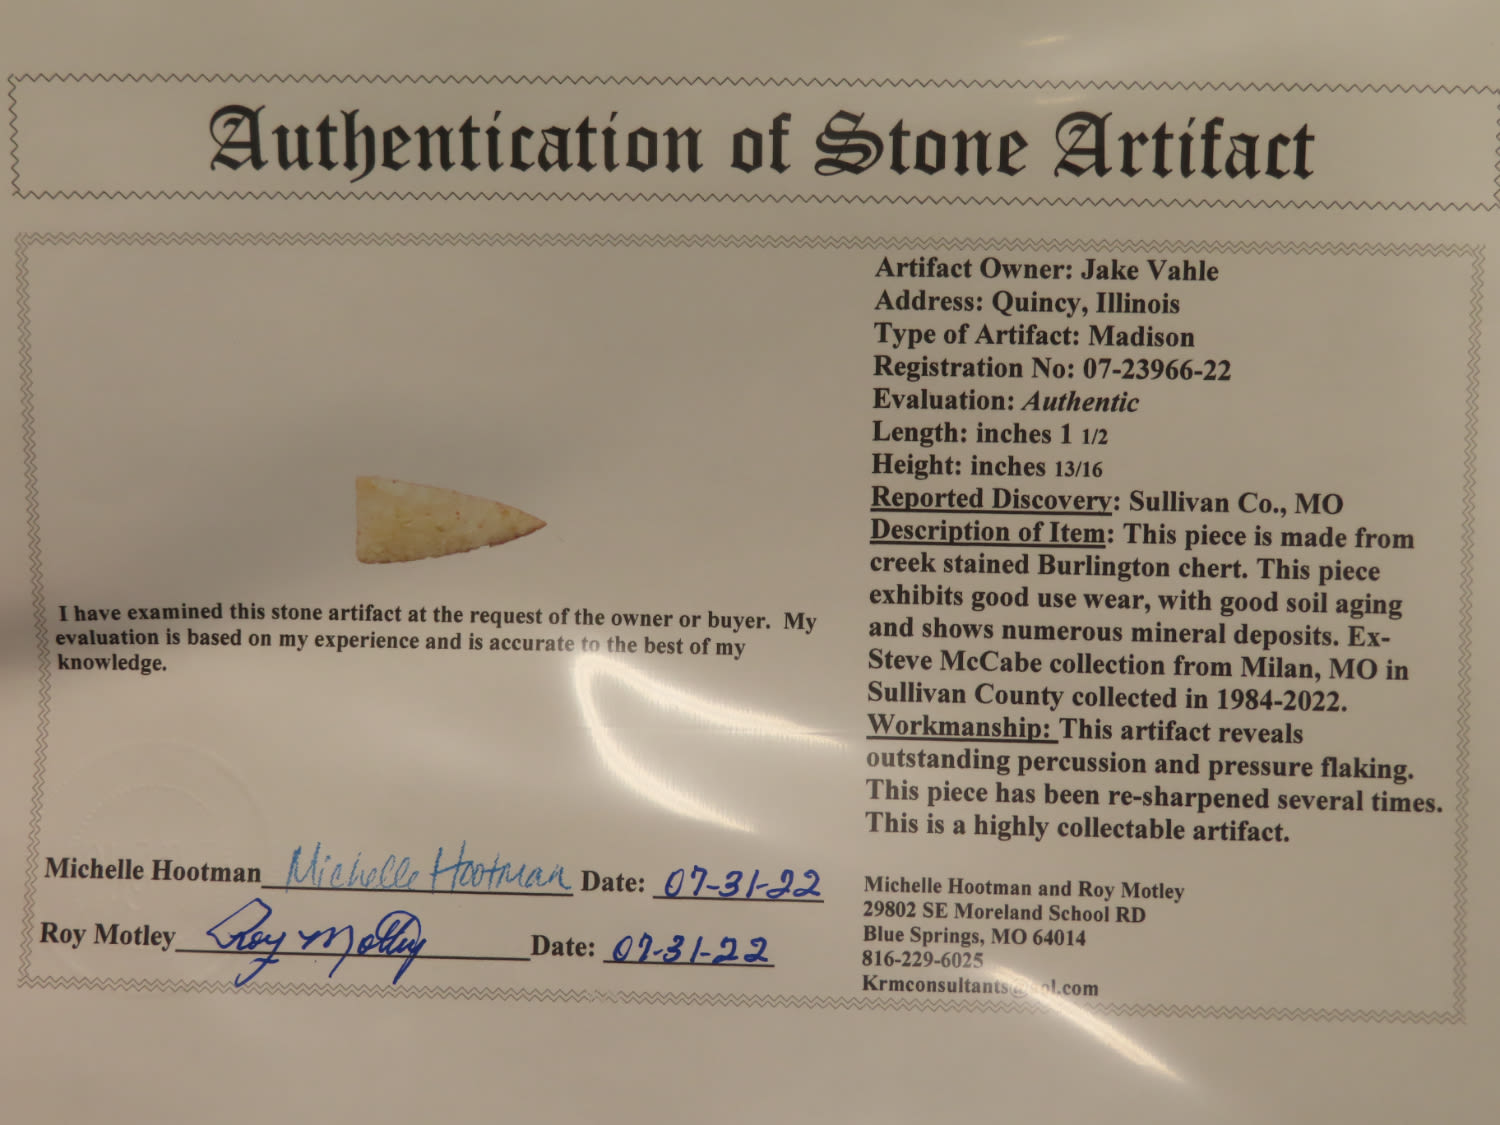 Authentication of Stone Artifact
Artifact Owner: Jake Vahle
Address: Quincy, Illinois
Type of Artifact: Madison
Registration No: 07-23966-22
Evaluation: Authentic
Length: inches 1 1/2
Height: inches 13/16
Reported Discovery: Sullivan Co., MO
Description of Item: This piece is made from
creek stained Burlington chert. This piece
exhibits good use wear, with good soil aging
and shows numerous mineral deposits. Ex-
Steve McCabe collection from Milan, MO in
Sullivan County collected in 1984-2022.
Workmanship: This artifact reveals
outstanding percussion and pressure flaking.
This piece has been re-sharpened several times.
This is a highly collectable artifact.
I have examined this stone artifact at the request of the owner or buyer. My
evaluation is based on my experience and is accurate to the best of my
knowledge.
Michelle Hootman Michelle Hootman Date: 07-31-22
Roy Motley Roy Motley Date: 07-31-22
Michelle Hootman and Roy Motley
29802 SE Moreland School RD
Blue Springs, MO 64014
816-229-6025
Krmconsultants@aol.com